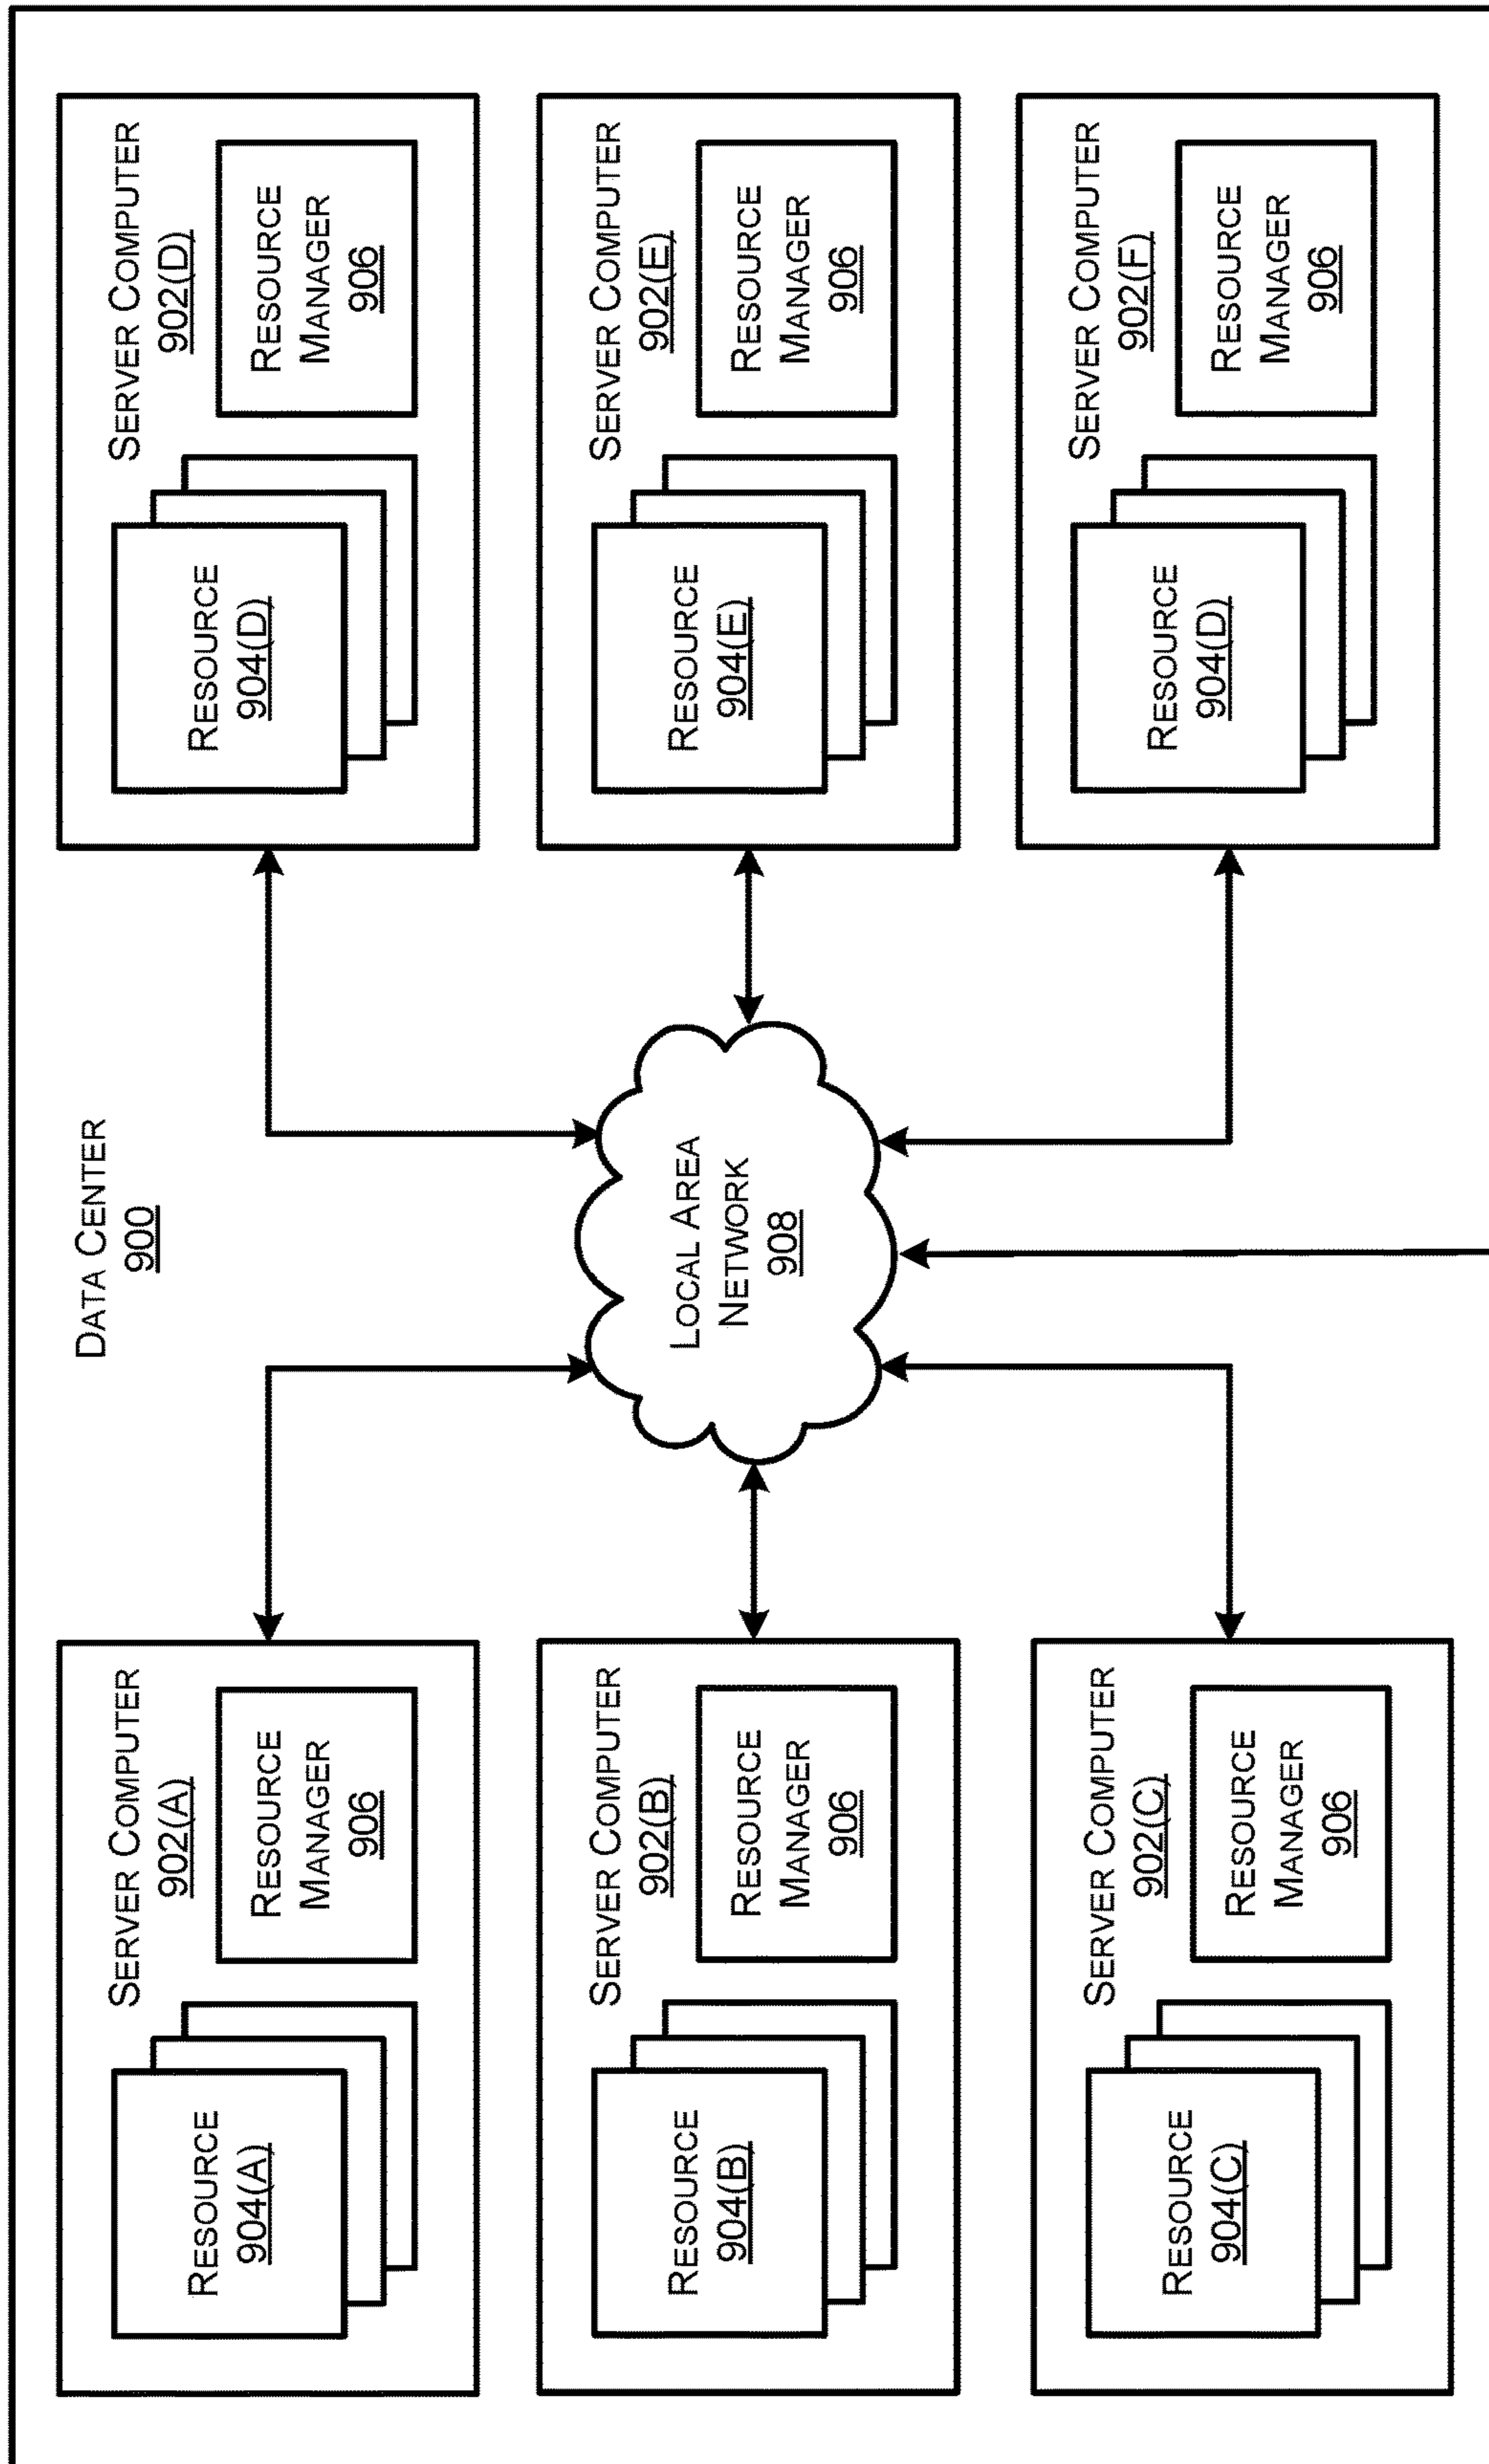 DATA CENTER
900
SERVER COMPUTER
902(A)
RESOURCE
904(A)
RESOURCE
MANAGER
906
SERVER COMPUTER
902(B)
RESOURCE
904(B)
RESOURCE
MANAGER
906
SERVER COMPUTER
902(C)
RESOURCE
904(C)
RESOURCE
MANAGER
906
LOCAL AREA
NETWORK
908
SERVER COMPUTER
902(D)
RESOURCE
904(D)
RESOURCE
MANAGER
906
SERVER COMPUTER
902(E)
RESOURCE
904(E)
RESOURCE
MANAGER
906
SERVER COMPUTER
902(F)
RESOURCE
904(D)
RESOURCE
MANAGER
906